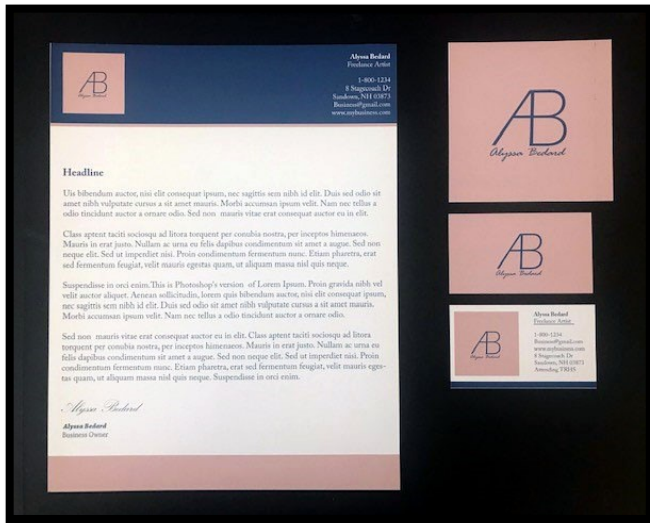 AB
Alyssa Bedard
Alyssa Bedard
Freelance Artist
1-800-1234
8 Stagecoach Dr
Sandown, NH 03873
Business@gmail.com
www.mybusiness.com
Headline
Uis bibendum auctor, nisi elit consequat ipsum, nec sagittis sem nibh id elit. Duis sed odio sit
amet nibh vulputate cursus a sit amet mauris. Morbi accumsan ipsum velit. Nam nec tellus a
odio tincidunt auctor a ornare odio. Sed non mauris vitae erat consequat auctor eu in elit.
Class aptent taciti sociosqu ad litora torquent per conubia nostra, per inceptos himenaeos.
Mauris in erat justo. Nullam ac urna eu felis dapibus condimentum sit amet a augue. Sed non
neque elit. Sed ut imperdiet nisi. Proin condimentum fermentum nunc. Etiam pharetra, erat
sed fermentum feugiat, velit mauris egestas quam, ut aliquam massa nisl quis neque.
Suspendisse in orci enim.This is Photoshop's version of Lorem Ipsum. Proin gravida nibh vel
velit auctor aliquet. Aenean sollicitudin, lorem quis bibendum auctor, nisi elit consequat ipsum,
nec sagittis sem nibh id elit. Duis sed odio sit amet nibh vulputate cursus a sit amet mauris.
Morbi accumsan ipsum velit. Nam nec tellus a odio tincidunt auctor a ornare odio.
Sed non mauris vitae erat consequat auctor eu in elit. Class aptent taciti sociosqu ad litora
torquent per conubia nostra, per inceptos himenaeos. Mauris in erat justo. Nullam ac urna eu
felis dapibus condimentum sit amet a augue. Sed non neque elit. Sed ut imperdiet nisi. Proin
condimentum fermentum nunc. Etiam pharetra, erat sed fermentum feugiat, velit mauris eges-
tas quam, ut aliquam massa nisl quis neque. Suspendisse in orci enim.
Alyssa Bedard
Alyssa Bedard
Business Owner
AB
Alyssa Bedard
AB
Alyssa Bedard
AB
Alyssa Bedard
Alyssa Bedard
Freelance Artist
1-800-1234
Business@gmail.com
www.mybusiness.com
8 Stagecoach Dr
Sandown, NH 03873
Attending TRHS